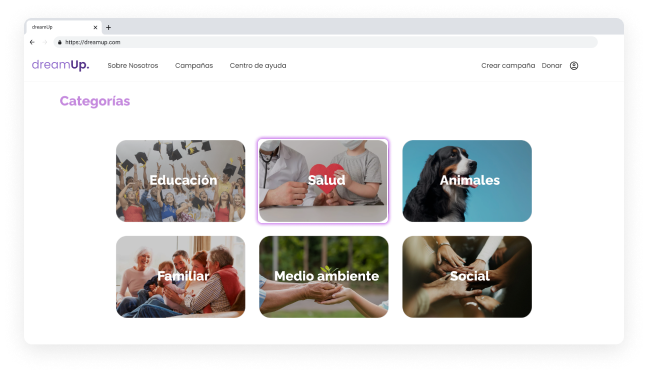 dreamUp
https://dreamup.com
dreamUp.
Sobre Nosotros Campañas Centro de ayuda Crear campaña Donar
Categorías
Educación Salud Animales
Familiar Medio ambiente Social